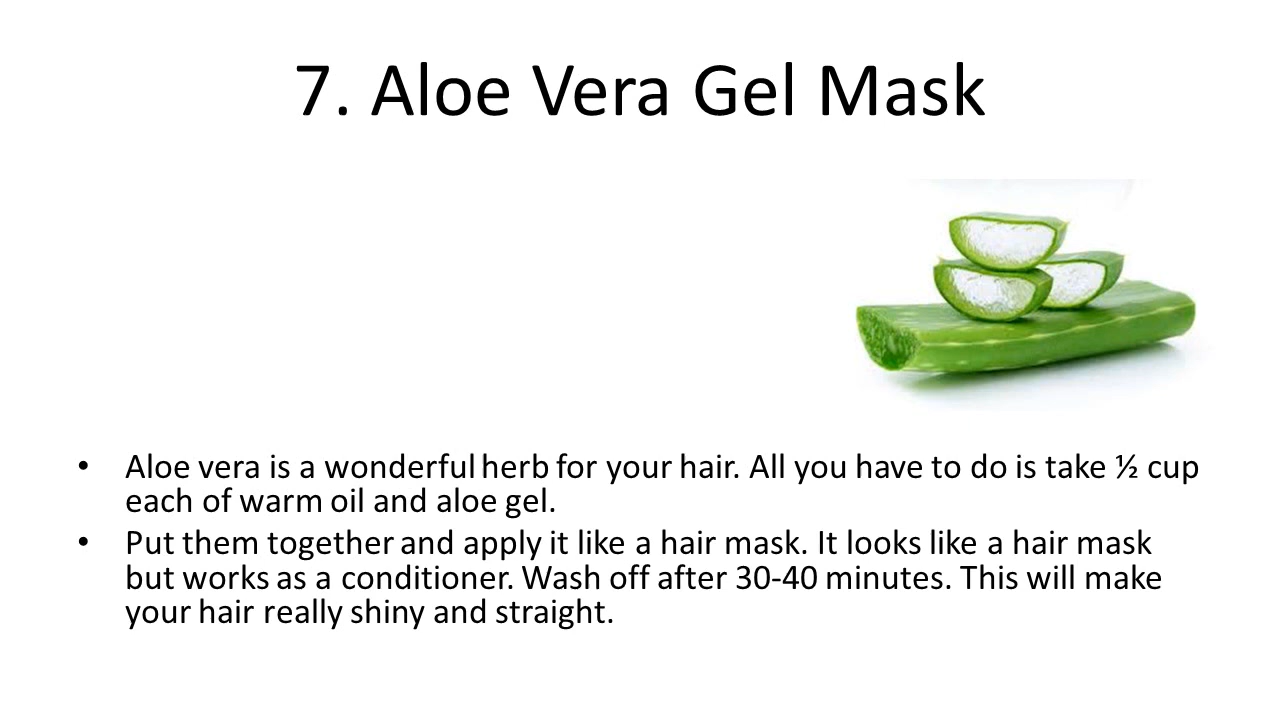 7. Aloe Vera Gel Mask
• Aloe vera is a wonderful herb for your hair. All you have to do is take ½ cup
each of warm oil and aloe gel.
• Put them together and apply it like a hair mask. It looks like a hair mask
but works as a conditioner. Wash off after 30-40 minutes. This will make
your hair really shiny and straight.